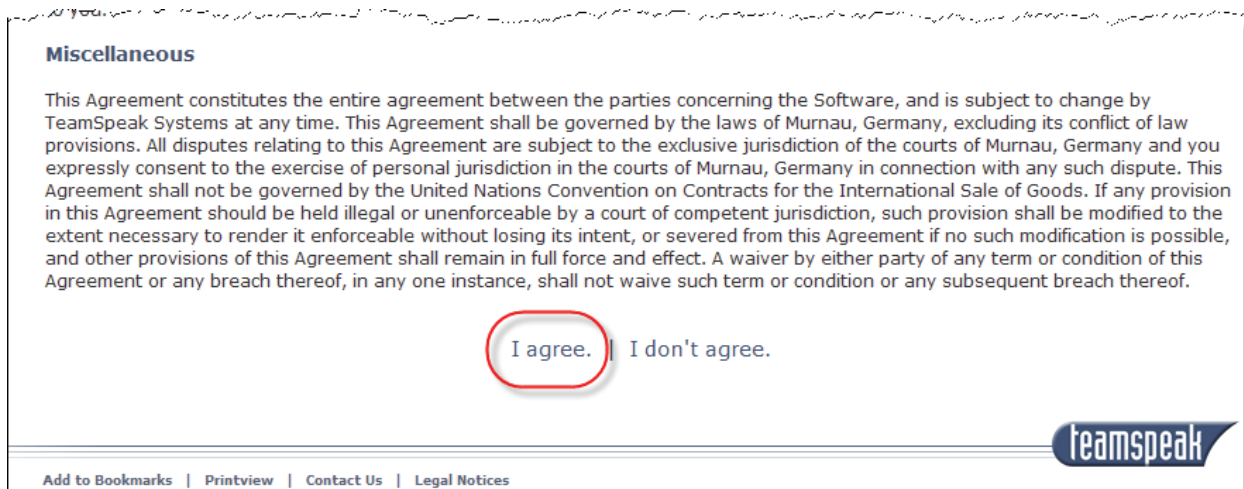 to you.
Miscellaneous
This Agreement constitutes the entire agreement between the parties concerning the Software, and is subject to change by
TeamSpeak Systems at any time. This Agreement shall be governed by the laws of Murnau, Germany, excluding its conflict of law
provisions. All disputes relating to this Agreement are subject to the exclusive jurisdiction of the courts of Murnau, Germany and you
expressly consent to the exercise of personal jurisdiction in the courts of Murnau, Germany in connection with any such dispute. This
Agreement shall not be governed by the United Nations Convention on Contracts for the International Sale of Goods. If any provision
in this Agreement should be held illegal or unenforceable by a court of competent jurisdiction, such provision shall be modified to the
extent necessary to render it enforceable without losing its intent, or severed from this Agreement if no such modification is possible,
and other provisions of this Agreement shall remain in full force and effect. A waiver by either party of any term or condition of this
Agreement or any breach thereof, in any one instance, shall not waive such term or condition or any subsequent breach thereof.
I agree. | I don't agree.
teamspeak
Add to Bookmarks | Printview | Contact Us | Legal Notices